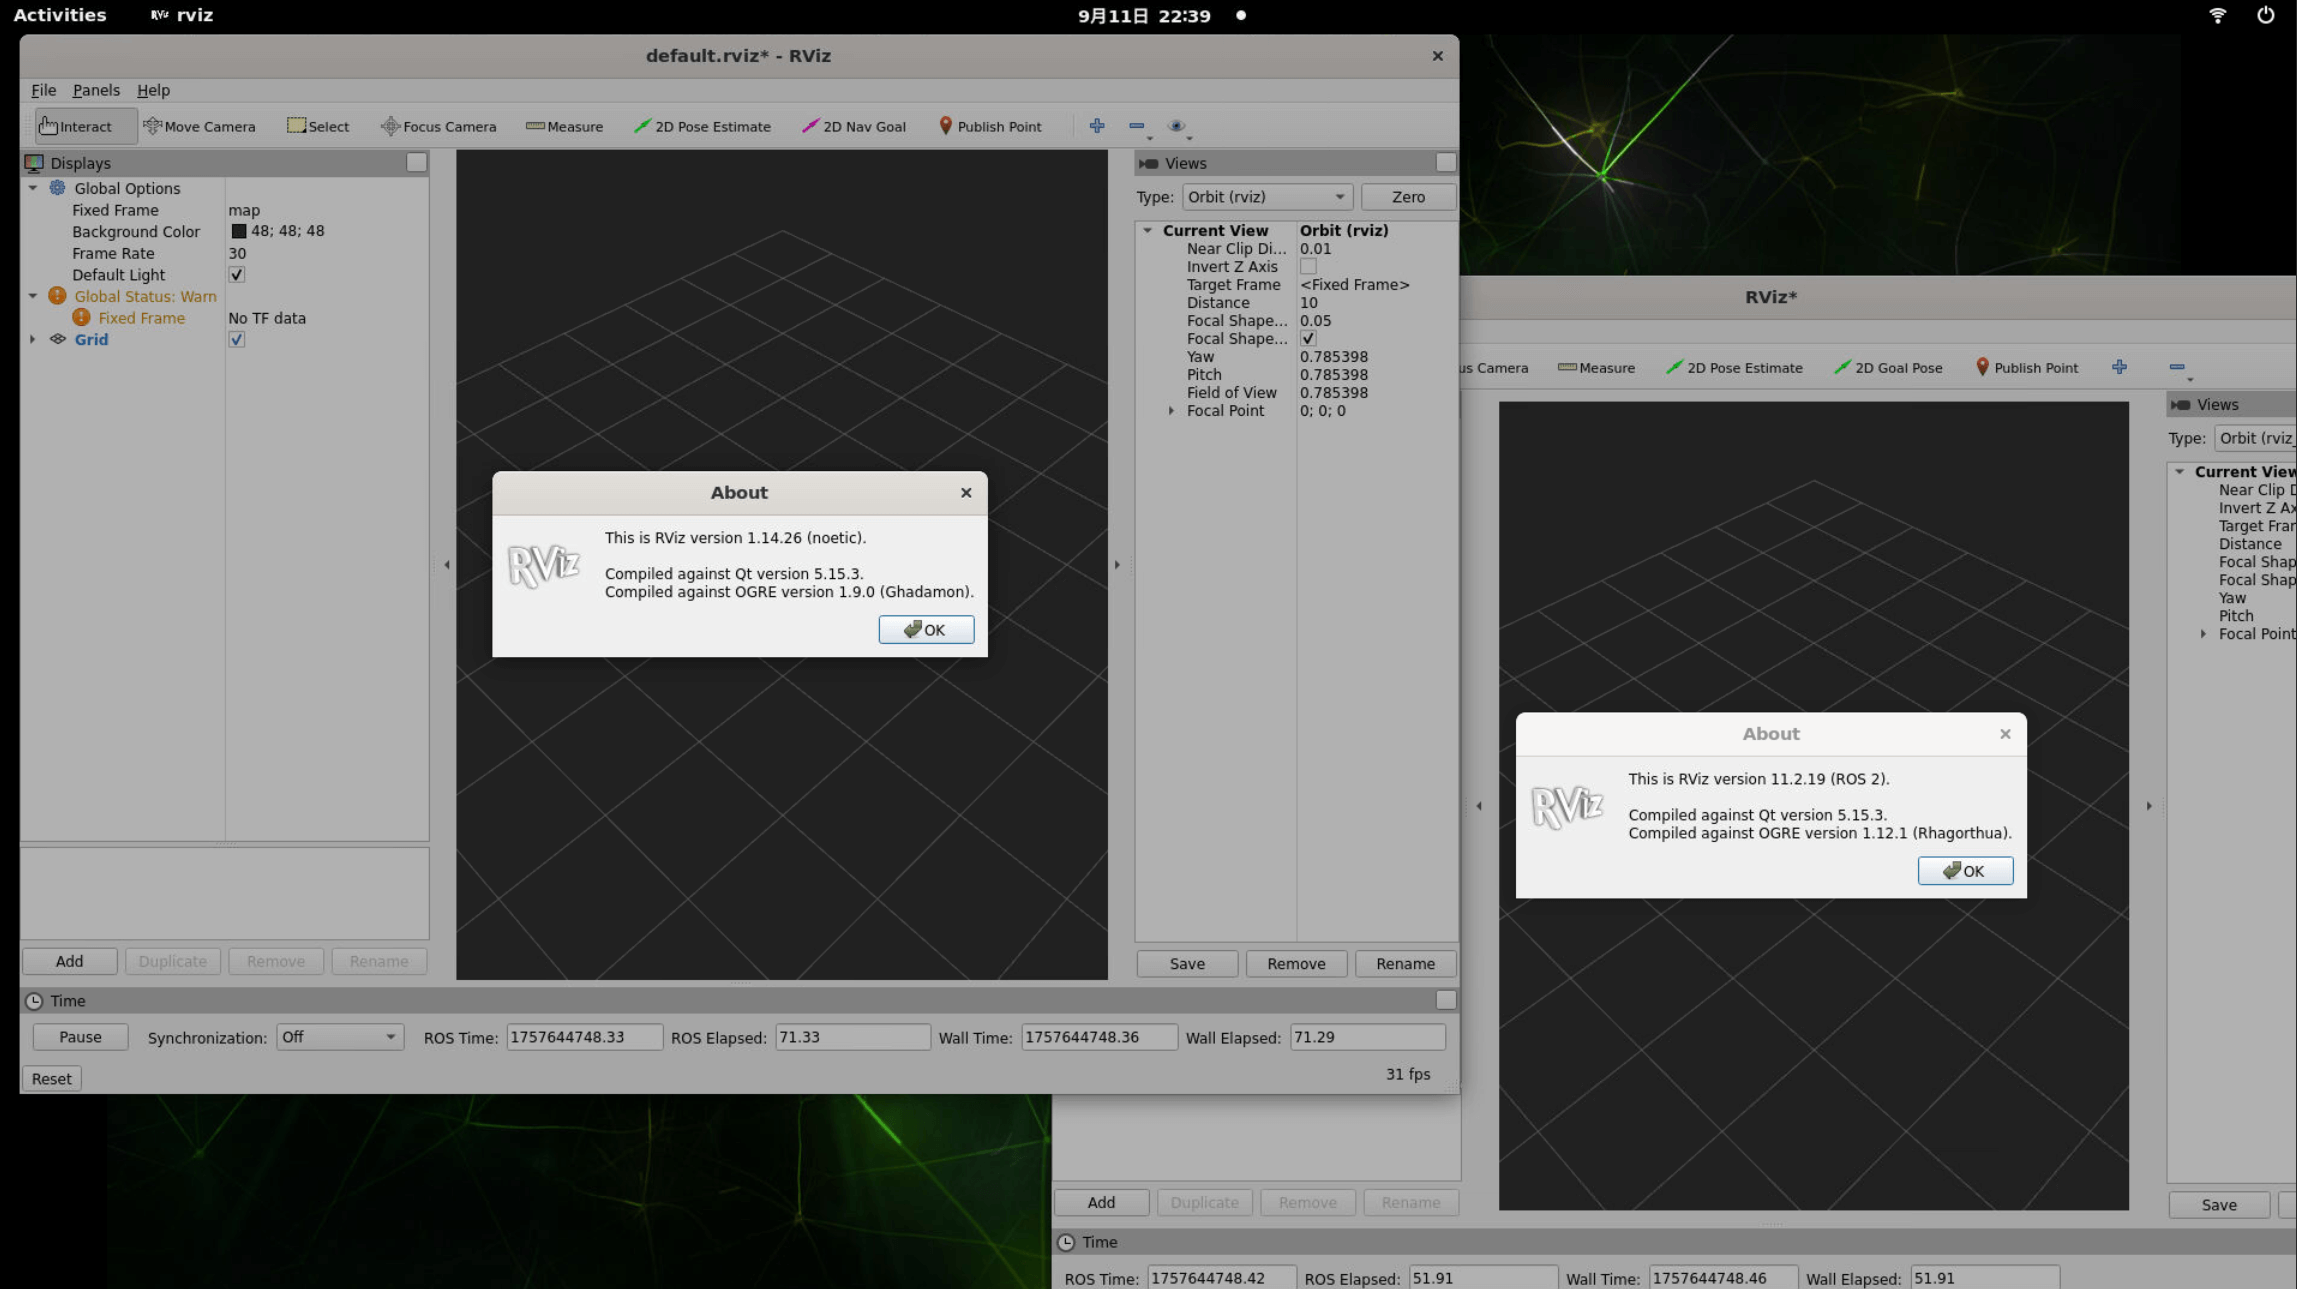 Activities
RViz rviz
9月11日 22:39
default.rviz* - RViz
File Panels Help
Interact Move Camera Select Focus Camera Measure 2D Pose Estimate 2D Nav Goal Publish Point
Displays
Global Options
Fixed Frame map
Background Color 48; 48; 48
Frame Rate 30
Default Light
Global Status: Warn
Fixed Frame No TF data
Grid
Add Duplicate Remove Rename
Views
Type: Orbit (rviz) Zero
Current View Orbit (rviz)
Near Clip Di... 0.01
Invert Z Axis
Target Frame <Fixed Frame>
Distance 10
Focal Shape... 0.05
Focal Shape...
Yaw 0.785398
Pitch 0.785398
Field of View 0.785398
Focal Point 0; 0; 0
Save Remove Rename
About
RViz
This is RViz version 1.14.26 (noetic).
Compiled against Qt version 5.15.3.
Compiled against OGRE version 1.9.0 (Ghadamon).
OK
Time
Pause Synchronization: Off ROS Time: 1757644748.33 ROS Elapsed: 71.33 Wall Time: 1757644748.36 Wall Elapsed: 71.29
Reset 31 fps
RViz*
us Camera Measure 2D Pose Estimate 2D Goal Pose Publish Point
Views
Type: Orbit (rviz_
Current View
Near Clip D
Invert Z Ax
Target Frar
Distance
Focal Shap
Focal Shap
Yaw
Pitch
Focal Point
About
RViz
This is RViz version 11.2.19 (ROS 2).
Compiled against Qt version 5.15.3.
Compiled against OGRE version 1.12.1 (Rhagorthua).
OK
Add Duplicate Remove Rename
Save
Time
ROS Time: 1757644748.42 ROS Elapsed: 51.91 Wall Time: 1757644748.46 Wall Elapsed: 51.91